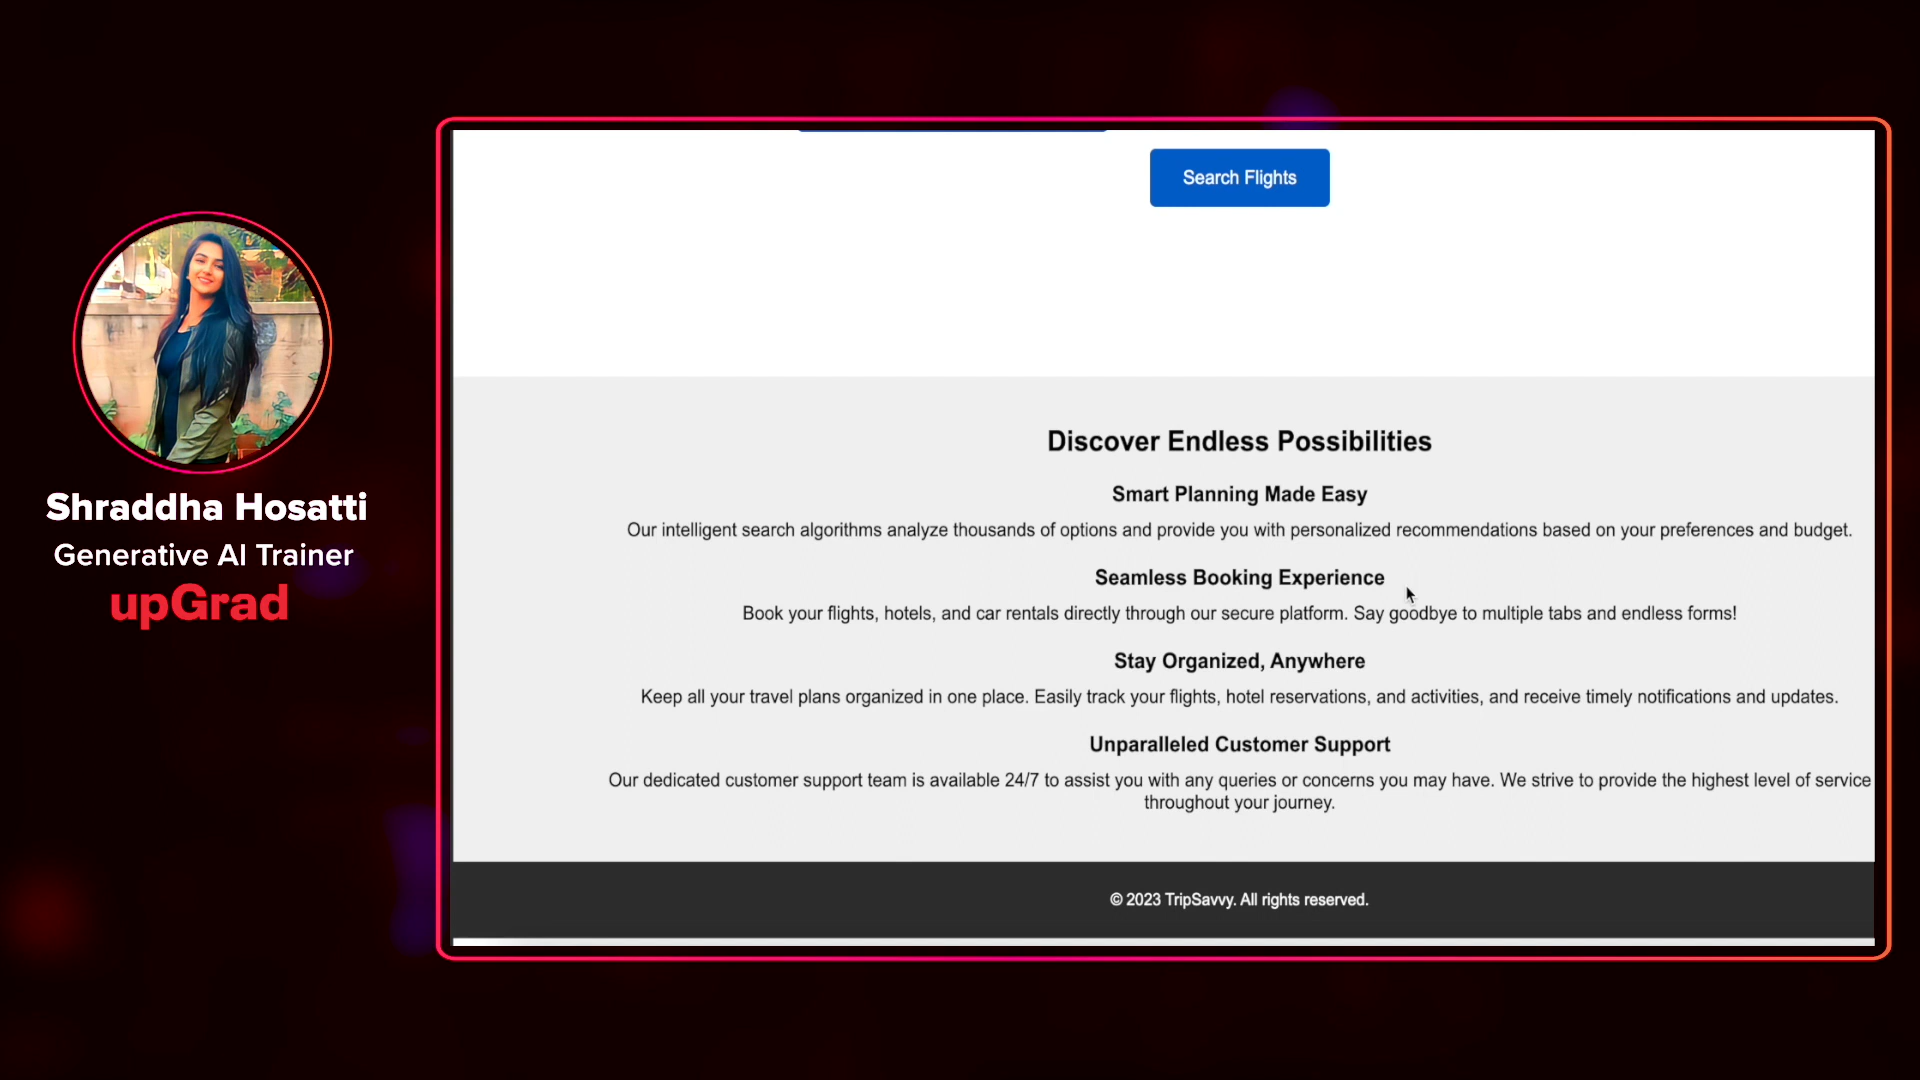 Shraddha Hosatti
Generative AI Trainer
upGrad
Search Flights
Discover Endless Possibilities
Smart Planning Made Easy
Our intelligent search algorithms analyze thousands of options and provide you with personalized recommendations based on your preferences and budget.
Seamless Booking Experience
Book your flights, hotels, and car rentals directly through our secure platform. Say goodbye to multiple tabs and endless forms!
Stay Organized, Anywhere
Keep all your travel plans organized in one place. Easily track your flights, hotel reservations, and activities, and receive timely notifications and updates.
Unparalleled Customer Support
Our dedicated customer support team is available 24/7 to assist you with any queries or concerns you may have. We strive to provide the highest level of service
throughout your journey.
© 2023 TripSavvy. All rights reserved.